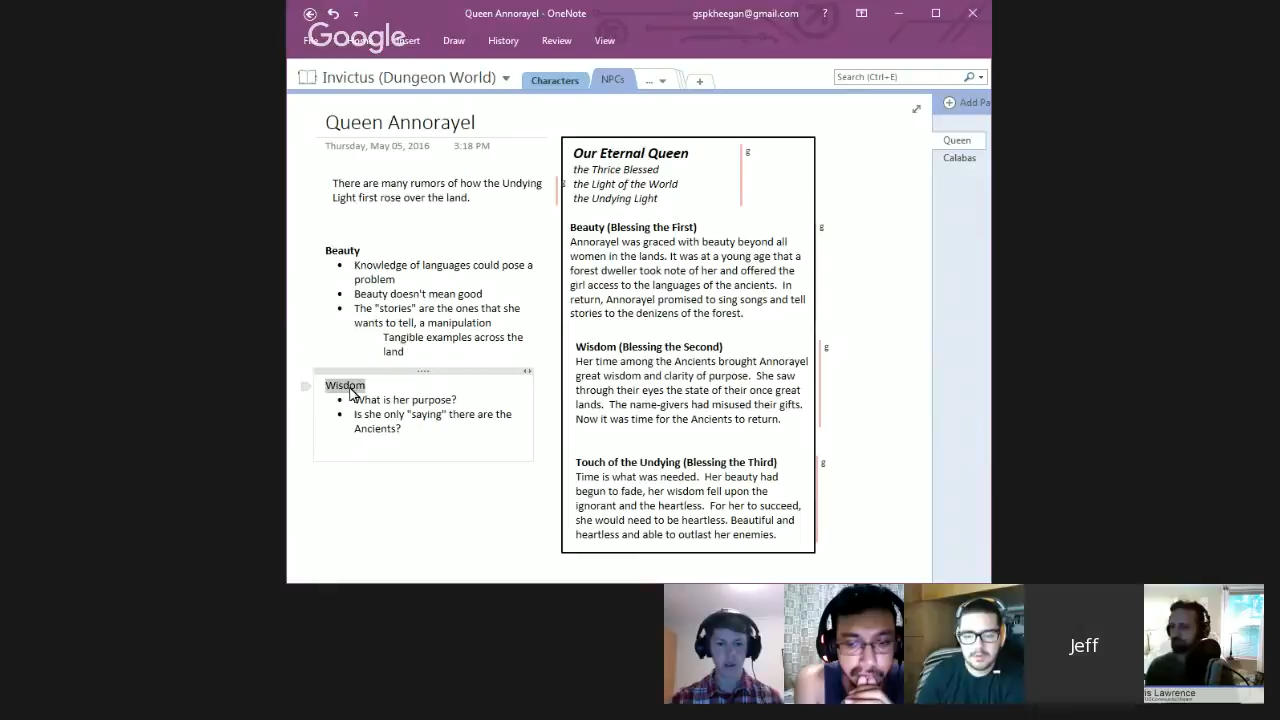 Queen Annorayel - OneNote
gspkheegan@gmail.com
?
Google
File Home Insert Draw History Review View
Invictus (Dungeon World)
Characters
NPCs
...
+
Search (Ctrl+E)
Add Pa
Queen
Calabas
Queen Annorayel
Thursday, May 05, 2016 3:18 PM
There are many rumors of how the Undying
Light first rose over the land.
g
Beauty
• Knowledge of languages could pose a
problem
• Beauty doesn't mean good
• The "stories" are the ones that she
wants to tell, a manipulation
Tangible examples across the
land
Wisdom
• What is her purpose?
• Is she only "saying" there are the
Ancients?
Our Eternal Queen
g
the Thrice Blessed
the Light of the World
the Undying Light
Beauty (Blessing the First)
g
Annorayel was graced with beauty beyond all
women in the lands. It was at a young age that a
forest dweller took note of her and offered the
girl access to the languages of the ancients. In
return, Annorayel promised to sing songs and tell
stories to the denizens of the forest.
Wisdom (Blessing the Second)
g
Her time among the Ancients brought Annorayel
great wisdom and clarity of purpose. She saw
through their eyes the state of their once great
lands. The name-givers had misused their gifts.
Now it was time for the Ancients to return.
Touch of the Undying (Blessing the Third)
g
Time is what was needed. Her beauty had
begun to fade, her wisdom fell upon the
ignorant and the heartless. For her to succeed,
she would need to be heartless. Beautiful and
heartless and able to outlast her enemies.
Jeff
is Lawrence